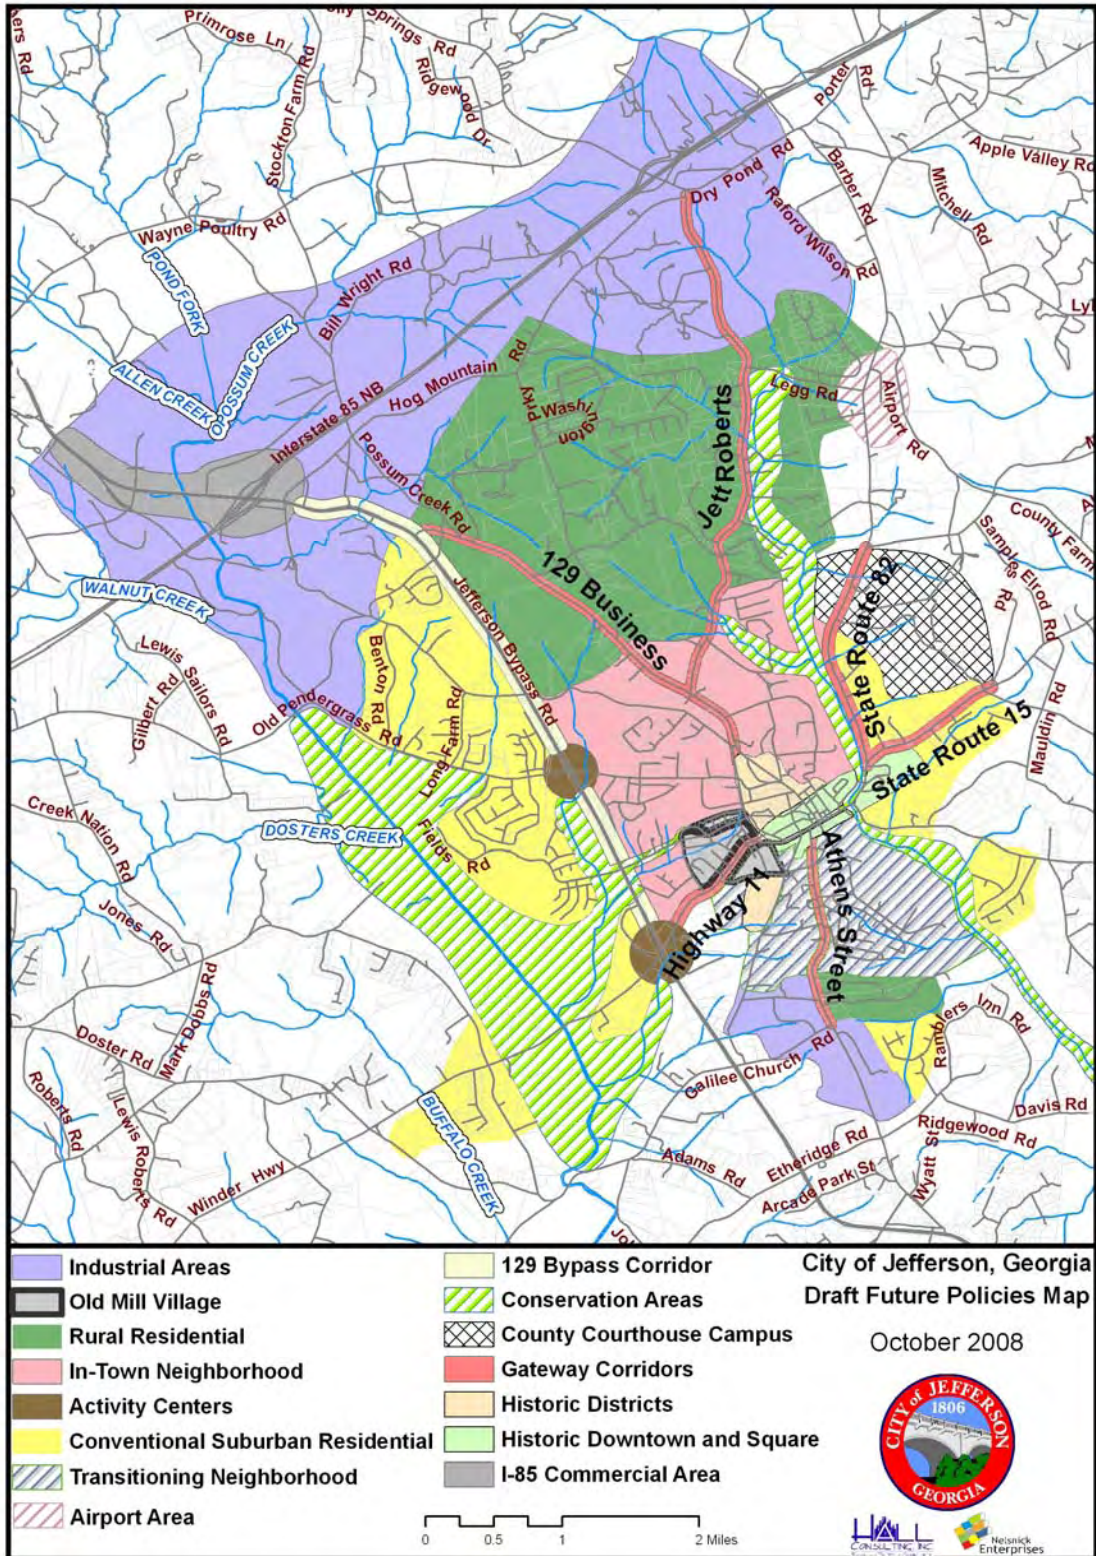 Primrose Ln
Springs Rd
Ridgewood Dr
Stockton Farm Rd
Porter Rd
Apple Valley Rd
Dry Pond Rd
Barber Rd
Mitchell Rd
Raford Wilson Rd
Wayne Poultry Rd
POND FORK
Bill Wright Rd
ALLEN CREEK
OPOSSUM CREEK
Interstate 85 NB
Hog Mountain Rd
Washington Pkwy
Legg Rd
Airport Rd
Jett Roberts
Possum Creek Rd
County Farm
Samples Rd
Elrod Rd
129 Business
State Route 82
WALNUT CREEK
Jefferson Bypass Rd
Lewis Sailors Rd
Gilbert Rd
Benton Rd
Old Pendergrass Rd
Long Farm Rd
Mauldin Rd
State Route 15
Creek Nation Rd
DOSTERS CREEK
Fields Rd
Athens Street
Highway 11
Jones Rd
Mark Dobbs Rd
Doster Rd
Roberts Rd
Lewis Roberts Rd
Winder Hwy
BUFFALO CREEK
Galilee Church Rd
Ramblers Inn Rd
Davis Rd
Ridgewood Rd
Adams Rd
Etheridge Rd
Arcade Park St
Wyatt St
Industrial Areas
Old Mill Village
Rural Residential
In-Town Neighborhood
Activity Centers
Conventional Suburban Residential
Transitioning Neighborhood
Airport Area
129 Bypass Corridor
Conservation Areas
County Courthouse Campus
Gateway Corridors
Historic Districts
Historic Downtown and Square
I-85 Commercial Area
0 0.5 1 2 Miles
City of Jefferson, Georgia
Draft Future Policies Map
October 2008
CITY of JEFFERSON
1806
GEORGIA
HALL
CONSULTING, INC
Nelsnick
Enterprises